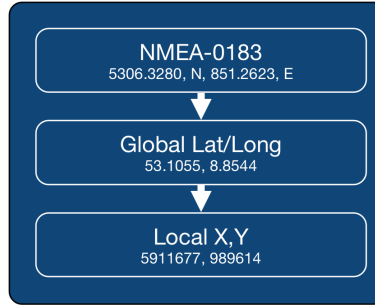 NMEA-0183
5306.3280, N, 851.2623, E
Global Lat/Long
53.1055, 8.8544
Local X,Y
5911677, 989614